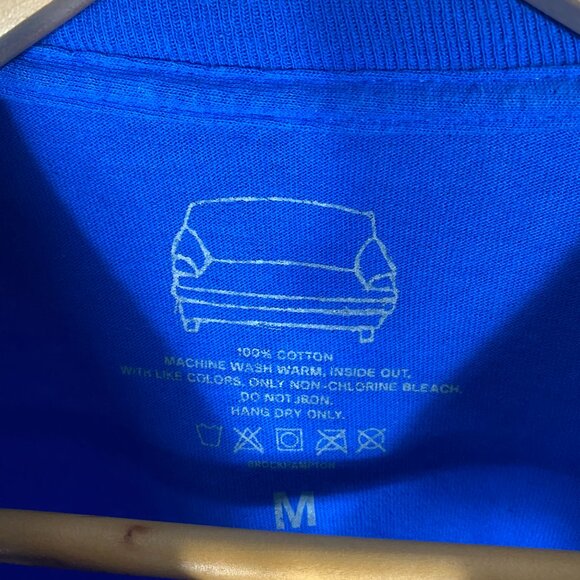 100% COTTON
MACHINE WASH WARM, INSIDE OUT,
WITH LIKE COLORS, ONLY NON-CHLORINE BLEACH.
DO NOT IRON.
HANG DRY ONLY.
BROCKHAMPTON
M